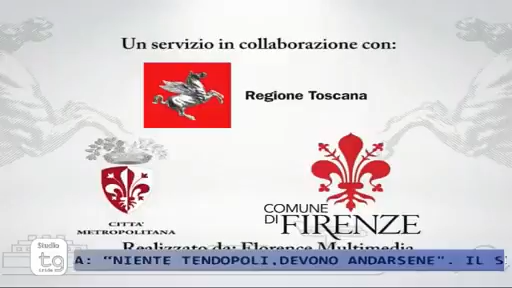 Un servizio in collaborazione con:
Regione Toscana
CITTA'
METROPOLITANA
COMUNE
DI FIRENZE
Realizzato da: Florence Multimedia
Studio
tg
A: “NIENTE TENDOPOLI,DEVONO ANDARSENE". IL S